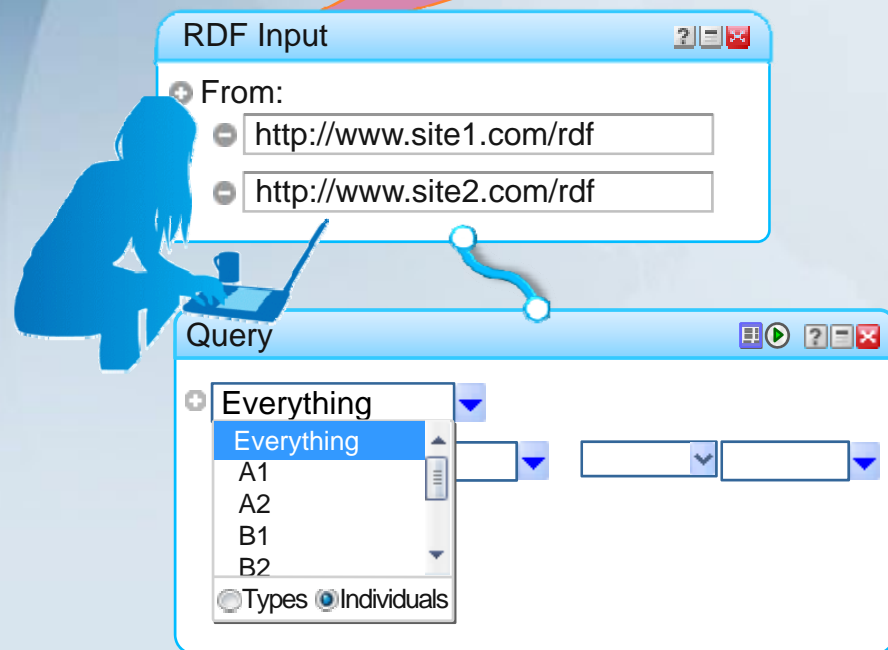 RDF Input
From:
http://www.site1.com/rdf
http://www.site2.com/rdf
Query
Everything
Everything
A1
A2
B1
B2
Types Individuals